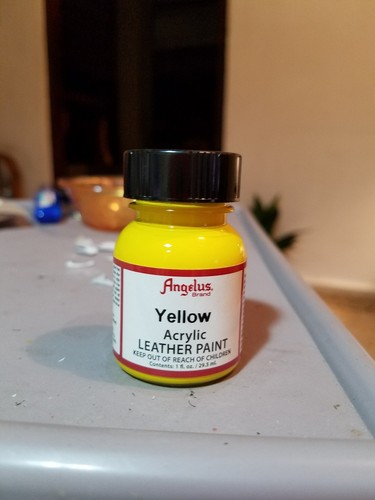 Angelus.
Brand
Yellow
Acrylic
LEATHER PAINT
KEEP OUT OF REACH OF CHILDREN
Contents: 1 fl. oz. / 29.5 ml.